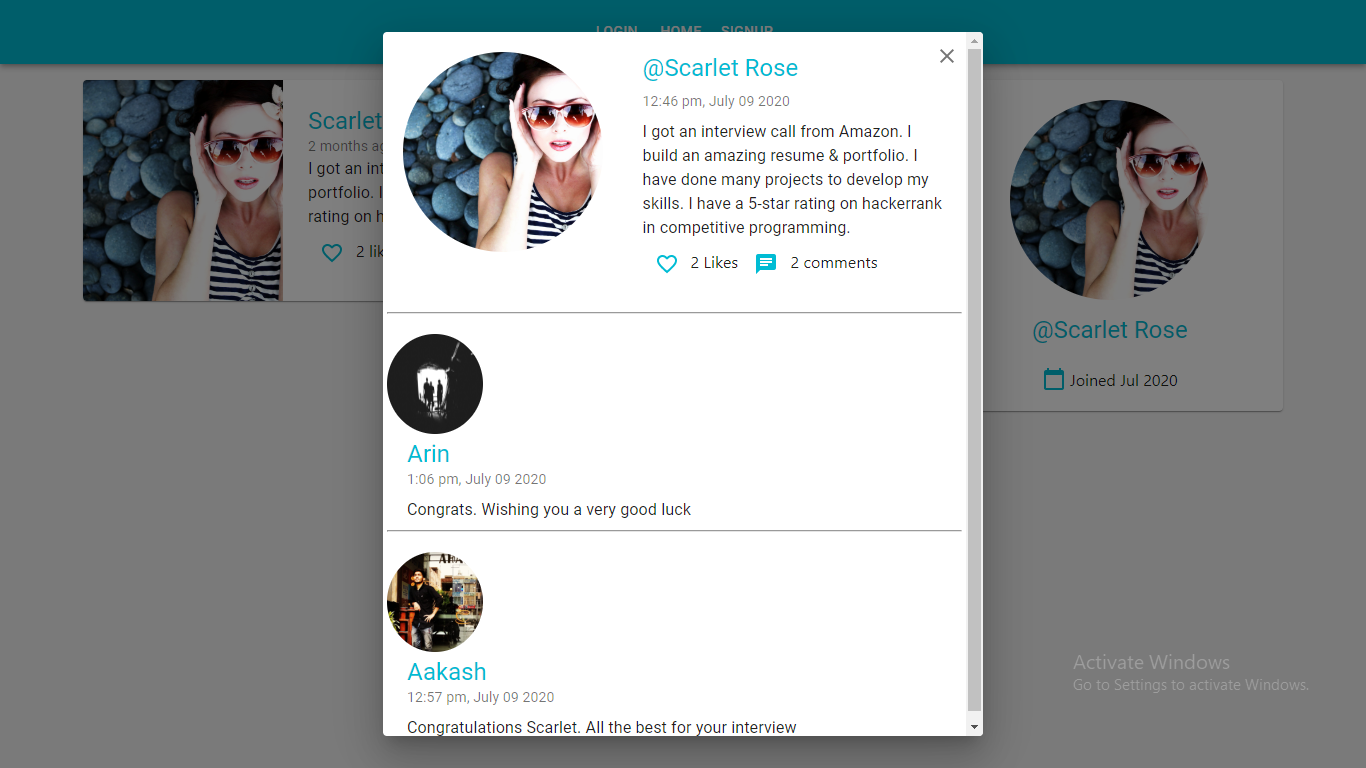 LOGIN HOME SIGNUP
@Scarlet Rose
12:46 pm, July 09 2020
I got an interview call from Amazon. I
build an amazing resume & portfolio. I
have done many projects to develop my
skills. I have a 5-star rating on hackerrank
in competitive programming.
2 Likes 2 comments
Arin
1:06 pm, July 09 2020
Congrats. Wishing you a very good luck
Aakash
12:57 pm, July 09 2020
Congratulations Scarlet. All the best for your interview
Scarlet
2 months
I got an
portfolio. I
rating on
2
@Scarlet Rose
Joined Jul 2020
Activate Windows
Go to Settings to activate Windows.